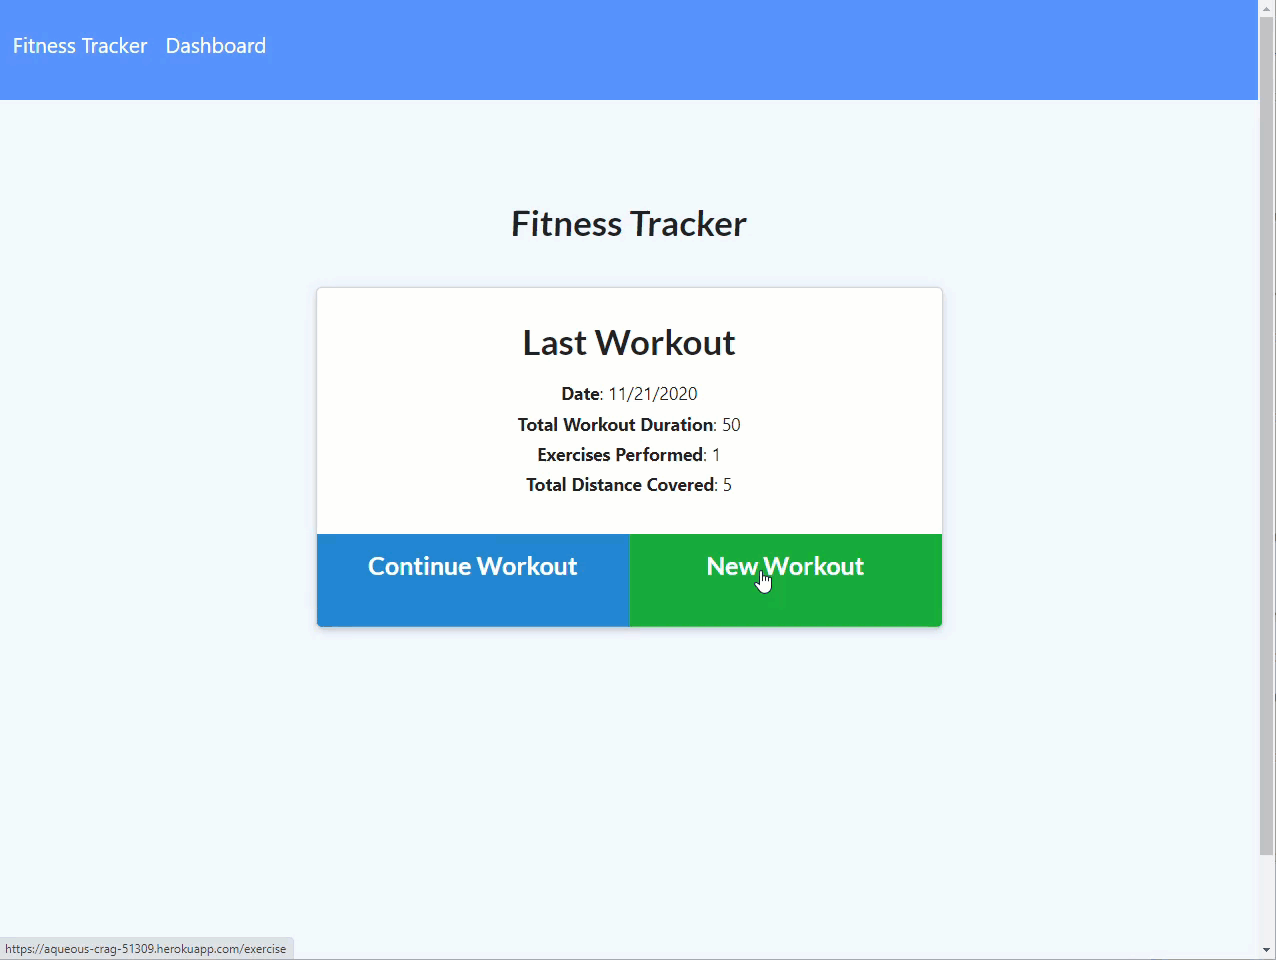 Fitness Tracker Dashboard
Fitness Tracker
Last Workout
Date: 11/21/2020
Total Workout Duration: 50
Exercises Performed: 1
Total Distance Covered: 5
Continue Workout New Workout
https://aqueous-crag-51309.herokuapp.com/exercise